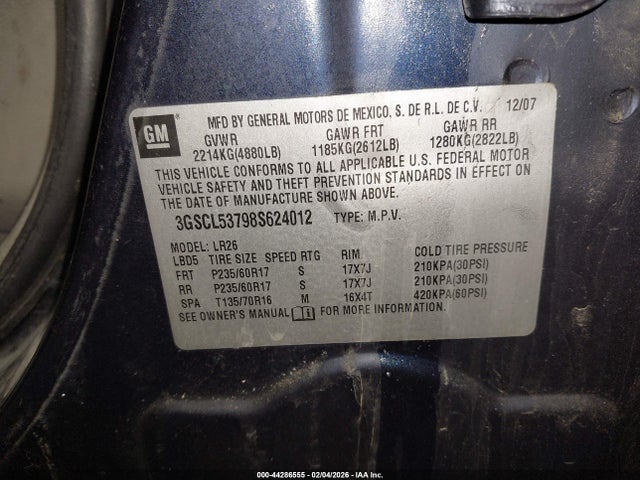 GM
MFD BY GENERAL MOTORS DE MEXICO, S. DE R.L. DE C.V. 12/07
GVWR GAWR FRT GAWR RR
2214KG(4880LB) 1185KG(2612LB) 1280KG(2822LB)
THIS VEHICLE CONFORMS TO ALL APPLICABLE U.S. FEDERAL MOTOR
VEHICLE SAFETY AND THEFT PREVENTION STANDARDS IN EFFECT ON
THE DATE OF MANUFACTURE SHOWN ABOVE.
3GSCL53798S624012 TYPE: M.P.V.
MODEL: LR26
LBD5 TIRE SIZE SPEED RTG RIM COLD TIRE PRESSURE
FRT P235/60R17 S 17X7J 210KPA(30PSI)
RR P235/60R17 S 17X7J 210KPA(30PSI)
SPA T135/70R16 M 16X4T 420KPA(60PSI)
SEE OWNER'S MANUAL FOR MORE INFORMATION
000-44286555 - 02/04/2026 - IAA Inc.